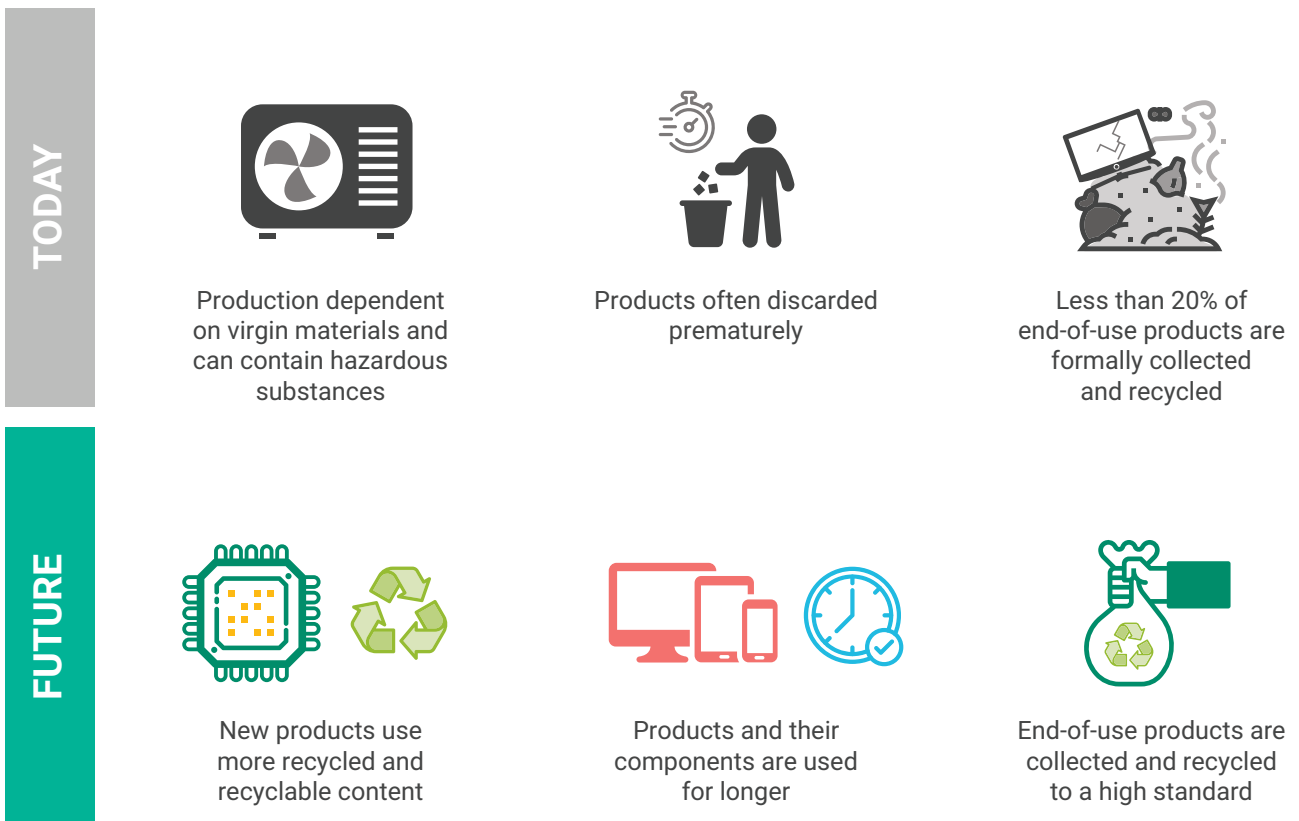 TODAY
Production dependent
on virgin materials and
can contain hazardous
substances
Products often discarded
prematurely
Less than 20% of
end-of-use products are
formally collected
and recycled
FUTURE
New products use
more recycled and
recyclable content
Products and their
components are used
for longer
End-of-use products are
collected and recycled
to a high standard